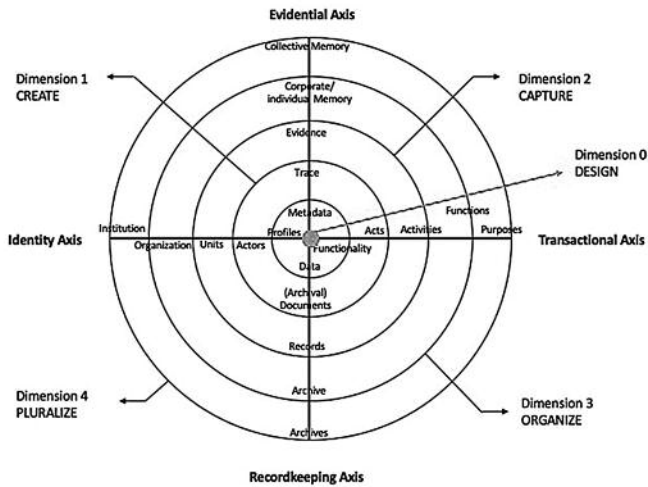 Evidential Axis
Collective Memory
Dimension 1
CREATE
Corporate/
individual Memory
Dimension 2
CAPTURE
Evidence
Dimension 0
DESIGN
Trace
Metadata
Functions
Institution
Profiles
Acts
Activities
Purposes
Identity Axis
Organization
Units
Actors
Functionality
Transactional Axis
Data
(Archival)
Documents
Records
Dimension 4
PLURALIZE
Archive
Dimension 3
ORGANIZE
Archives
Recordkeeping Axis